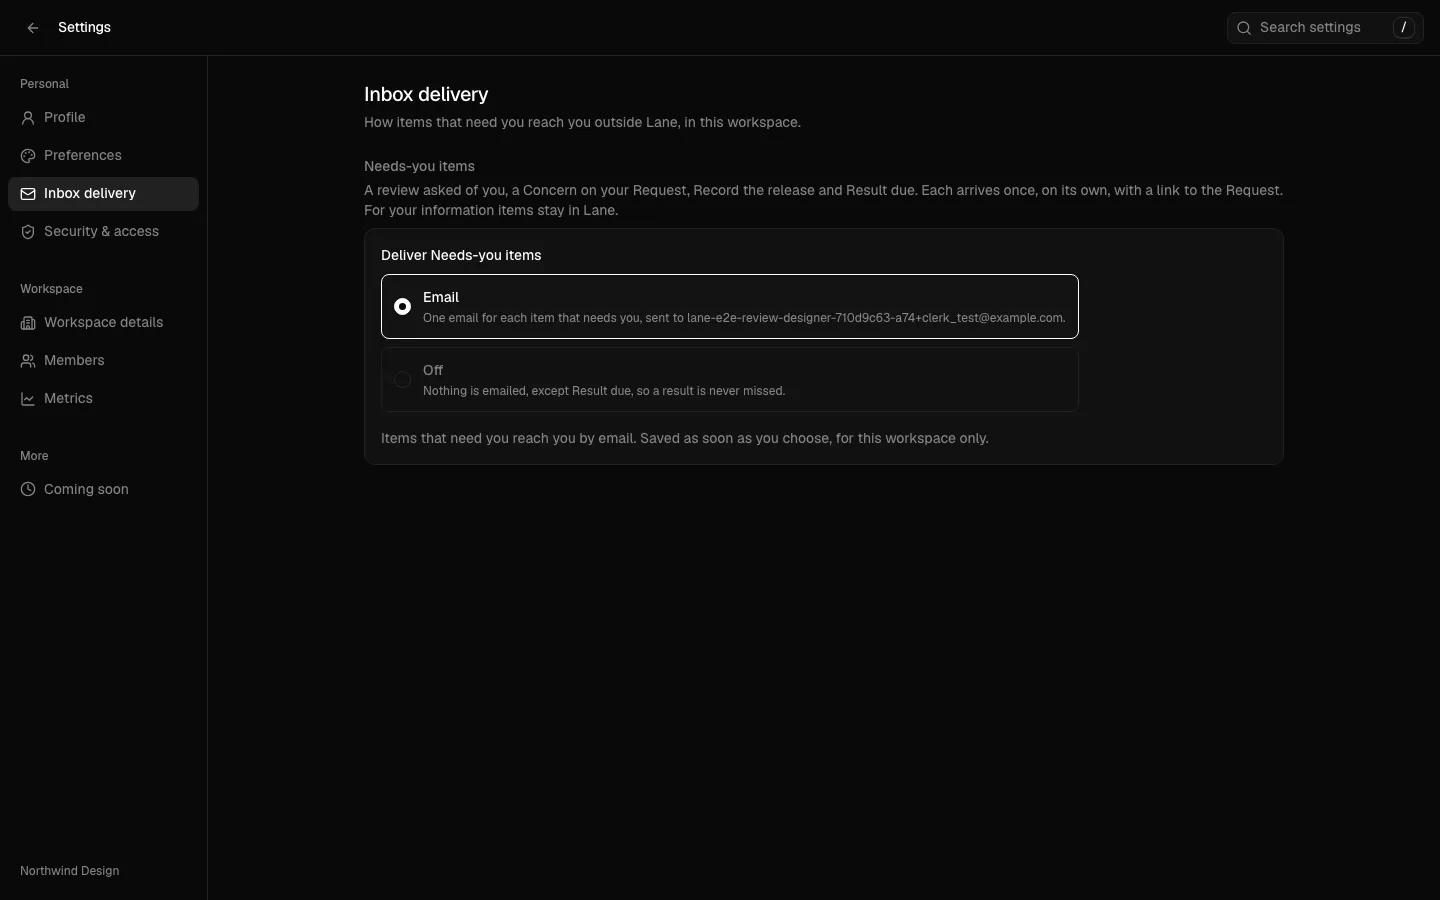 Settings
Search settings
/
Personal
Profile
Preferences
Inbox delivery
Security & access
Workspace
Workspace details
Members
Metrics
More
Coming soon
Northwind Design
Inbox delivery
How items that need you reach you outside Lane, in this workspace.
Needs-you items
A review asked of you, a Concern on your Request, Record the release and Result due. Each arrives once, on its own, with a link to the Request.
For your information items stay in Lane.
Deliver Needs-you items
Email
One email for each item that needs you, sent to lane-e2e-review-designer-710d9c63-a74+clerk_test@example.com.
Off
Nothing is emailed, except Result due, so a result is never missed.
Items that need you reach you by email. Saved as soon as you choose, for this workspace only.